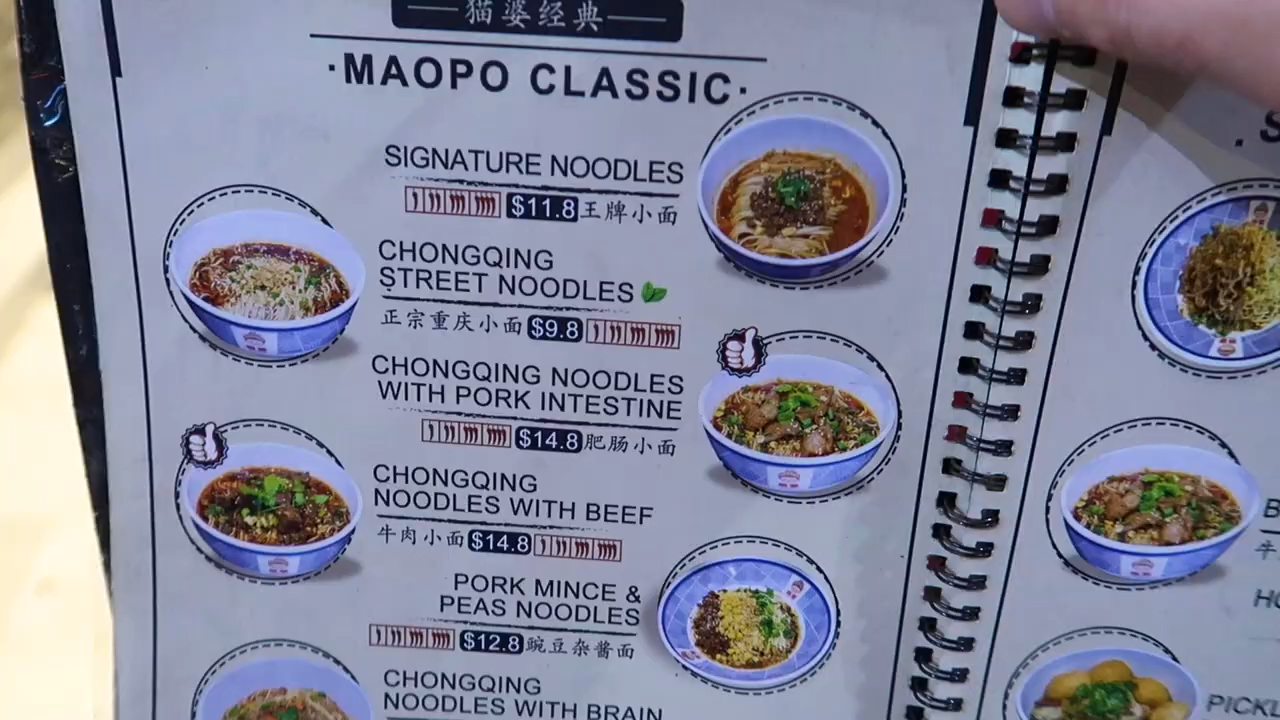 猫婆经典
·MAOPO CLASSIC·
SIGNATURE NOODLES
$11.8 王牌小面
CHONGQING
STREET NOODLES
正宗重庆小面 $9.8
CHONGQING NOODLES
WITH PORK INTESTINE
$14.8 肥肠小面
CHONGQING
NOODLES WITH BEEF
牛肉小面 $14.8
PORK MINCE &
PEAS NOODLES
$12.8 豌豆杂酱面
CHONGQING
NOODLES WITH BRAIN